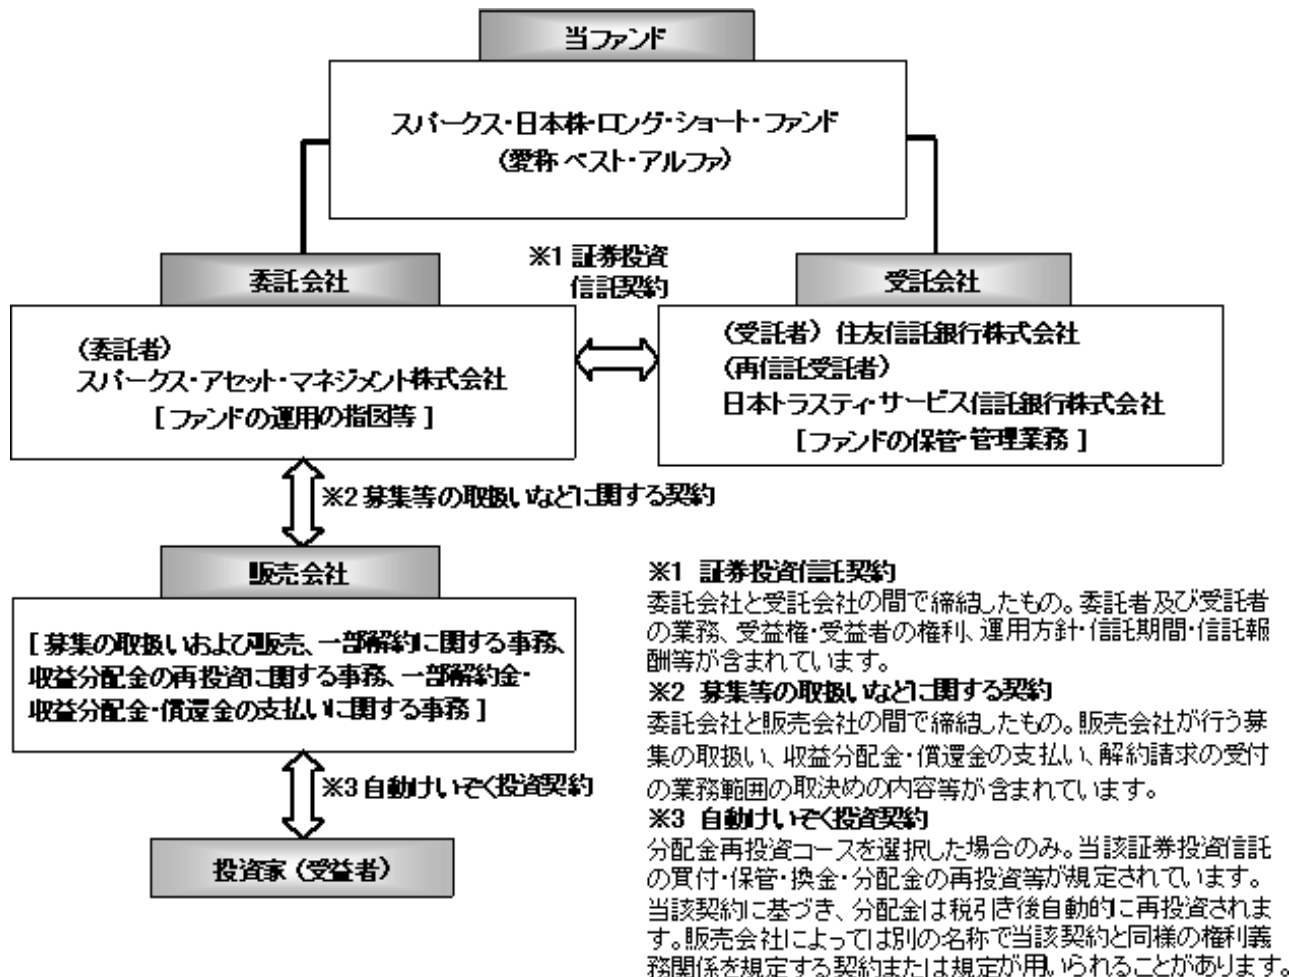 当ファンド
スパークス・日本株・ロング・ショート・ファンド
(愛称 ベスト・アルファ)
※1 証券投資
信託契約
委託会社
受託会社
(委託者)
スパークス・アセット・マネジメント株式会社
[ ファンドの運用の指図等 ]
(受託者) 住友信託銀行株式会社
(再信託受託者)
日本トラスティ・サービス信託銀行株式会社
[ ファンドの保管・管理業務 ]
※2 募集等の取扱いなどに関する契約
販売会社
[ 募集の取扱いおよび販売、一部解約に関する事務、
収益分配金の再投資に関する事務、一部解約金・
収益分配金・償還金の支払いに関する事務 ]
※3 自動けいぞく投資契約
投資家 (受益者)
※1 証券投資信託契約
委託会社と受託会社の間で締結したもの。委託者及び受託者
の業務、受益権・受益者の権利、運用方針・信託期間・信託報
酬等が含まれています。
※2 募集等の取扱いなどに関する契約
委託会社と販売会社の間で締結したもの。販売会社が行う募
集の取扱い、収益分配金・償還金の支払い、解約請求の受付
の業務範囲の取決めの内容等が含まれています。
※3 自動けいぞく投資契約
分配金再投資コースを選択した場合のみ。当該証券投資信託
の買付・保管・換金・分配金の再投資等が規定されています。
当該契約に基づき、分配金は税引き後自動的に再投資されま
す。販売会社によっては別の名称で当該契約と同様の権利義
務関係を規定する契約または規定が用いられることがあります。